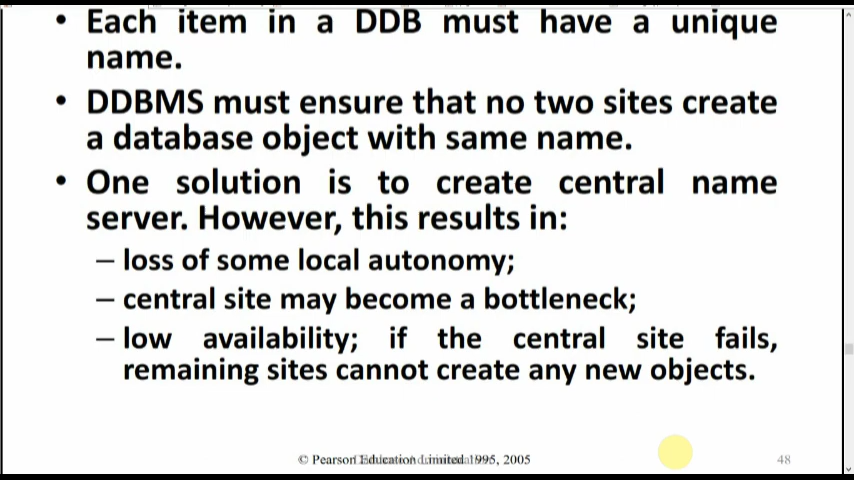 • Each item in a DDB must have a unique
name.
• DDBMS must ensure that no two sites create
a database object with same name.
• One solution is to create central name
server. However, this results in:
– loss of some local autonomy;
– central site may become a bottleneck;
– low availability; if the central site fails,
remaining sites cannot create any new objects.
© Pearson Education Limited 1995, 2005
48